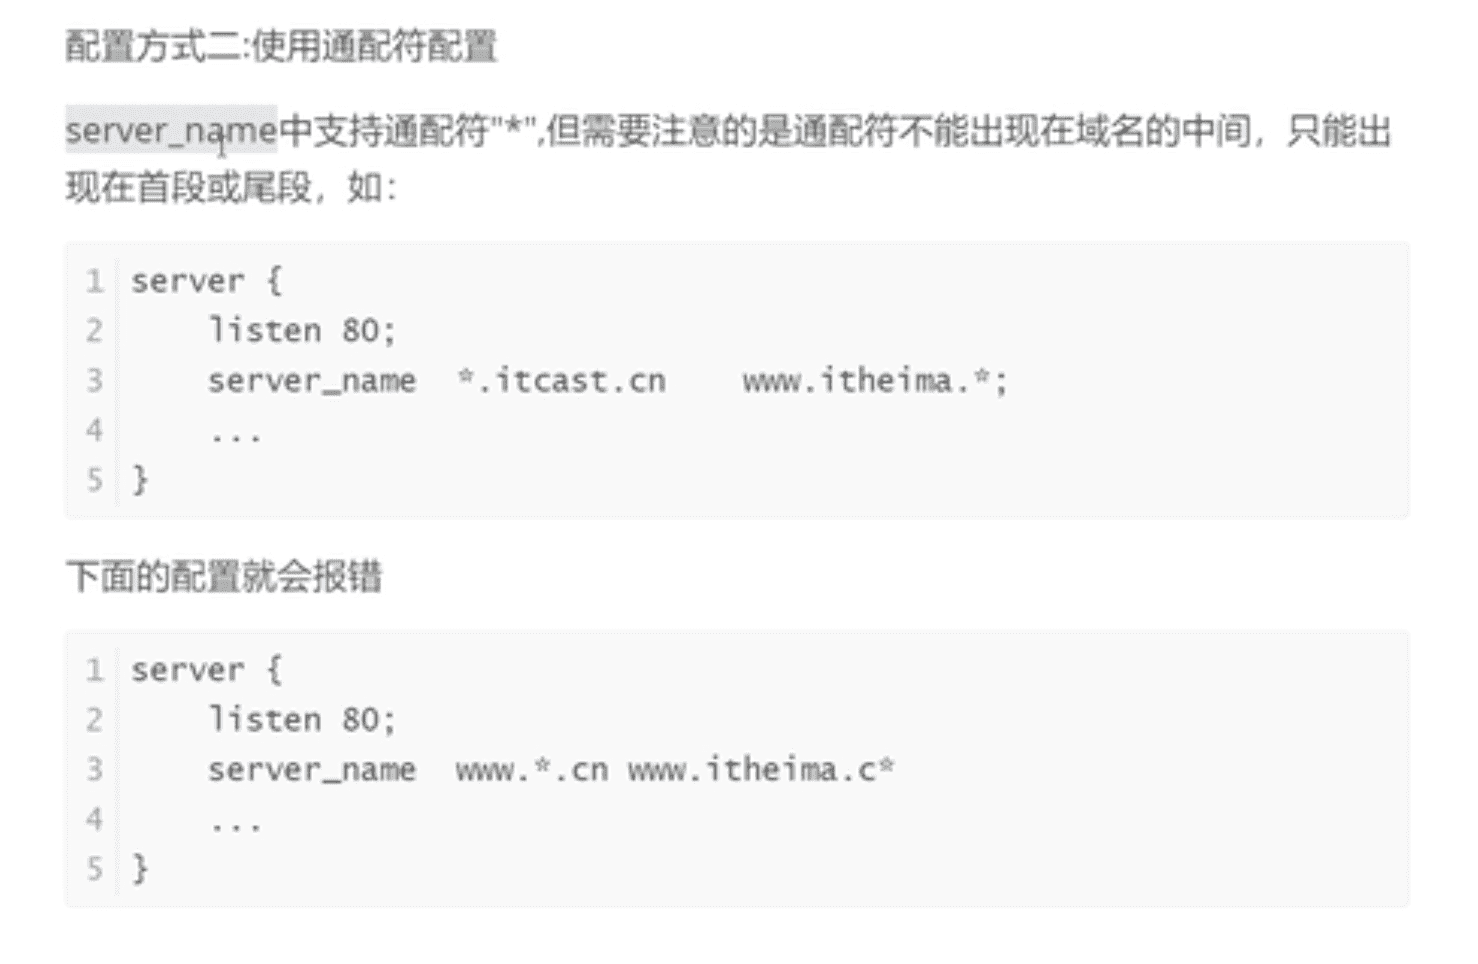 配置方式二:使用通配符配置
server_name中支持通配符"*",但需要注意的是通配符不能出现在域名的中间，只能出
现在首段或尾段，如：
1 server {
2     listen 80;
3     server_name  *.itcast.cn    www.itheima.*;
4     ...
5 }
下面的配置就会报错
1 server {
2     listen 80;
3     server_name  www.*.cn www.itheima.c*
4     ...
5 }